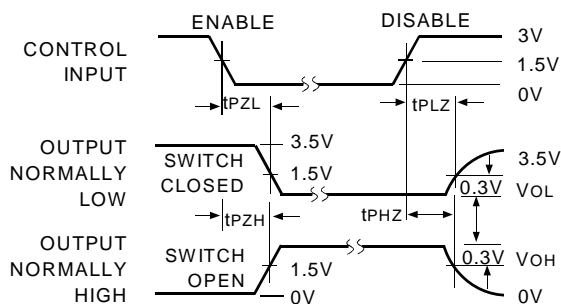 ENABLE DISABLE
CONTROL INPUT
3V
1.5V
0V
tPZL tPLZ
OUTPUT NORMALLY LOW
SWITCH CLOSED
3.5V
1.5V
3.5V
0.3V VOL
tPZH tPHZ
OUTPUT NORMALLY HIGH
SWITCH OPEN
1.5V
0V
0.3V VOH
0V